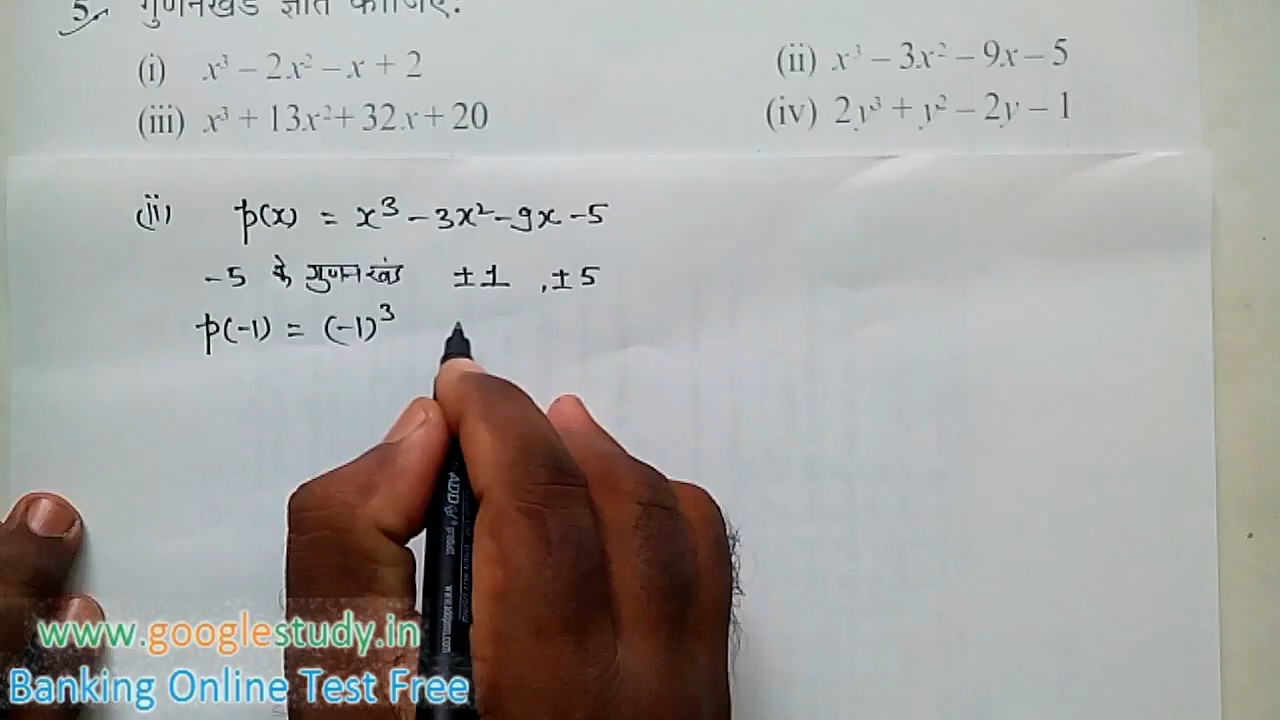 5. गुणनखंड ज्ञात कीजिए:
(i) x³ − 2x² − x + 2 (ii) x³ − 3x² − 9x − 5
(iii) x³ + 13x² + 32x + 20 (iv) 2y³ + y² − 2y − 1
(ii) p(x) = x³ − 3x² − 9x − 5
−5 के गुणनखंड ±1 , ±5
p(−1) = (−1)³
www.googlestudy.in
Banking Online Test Free